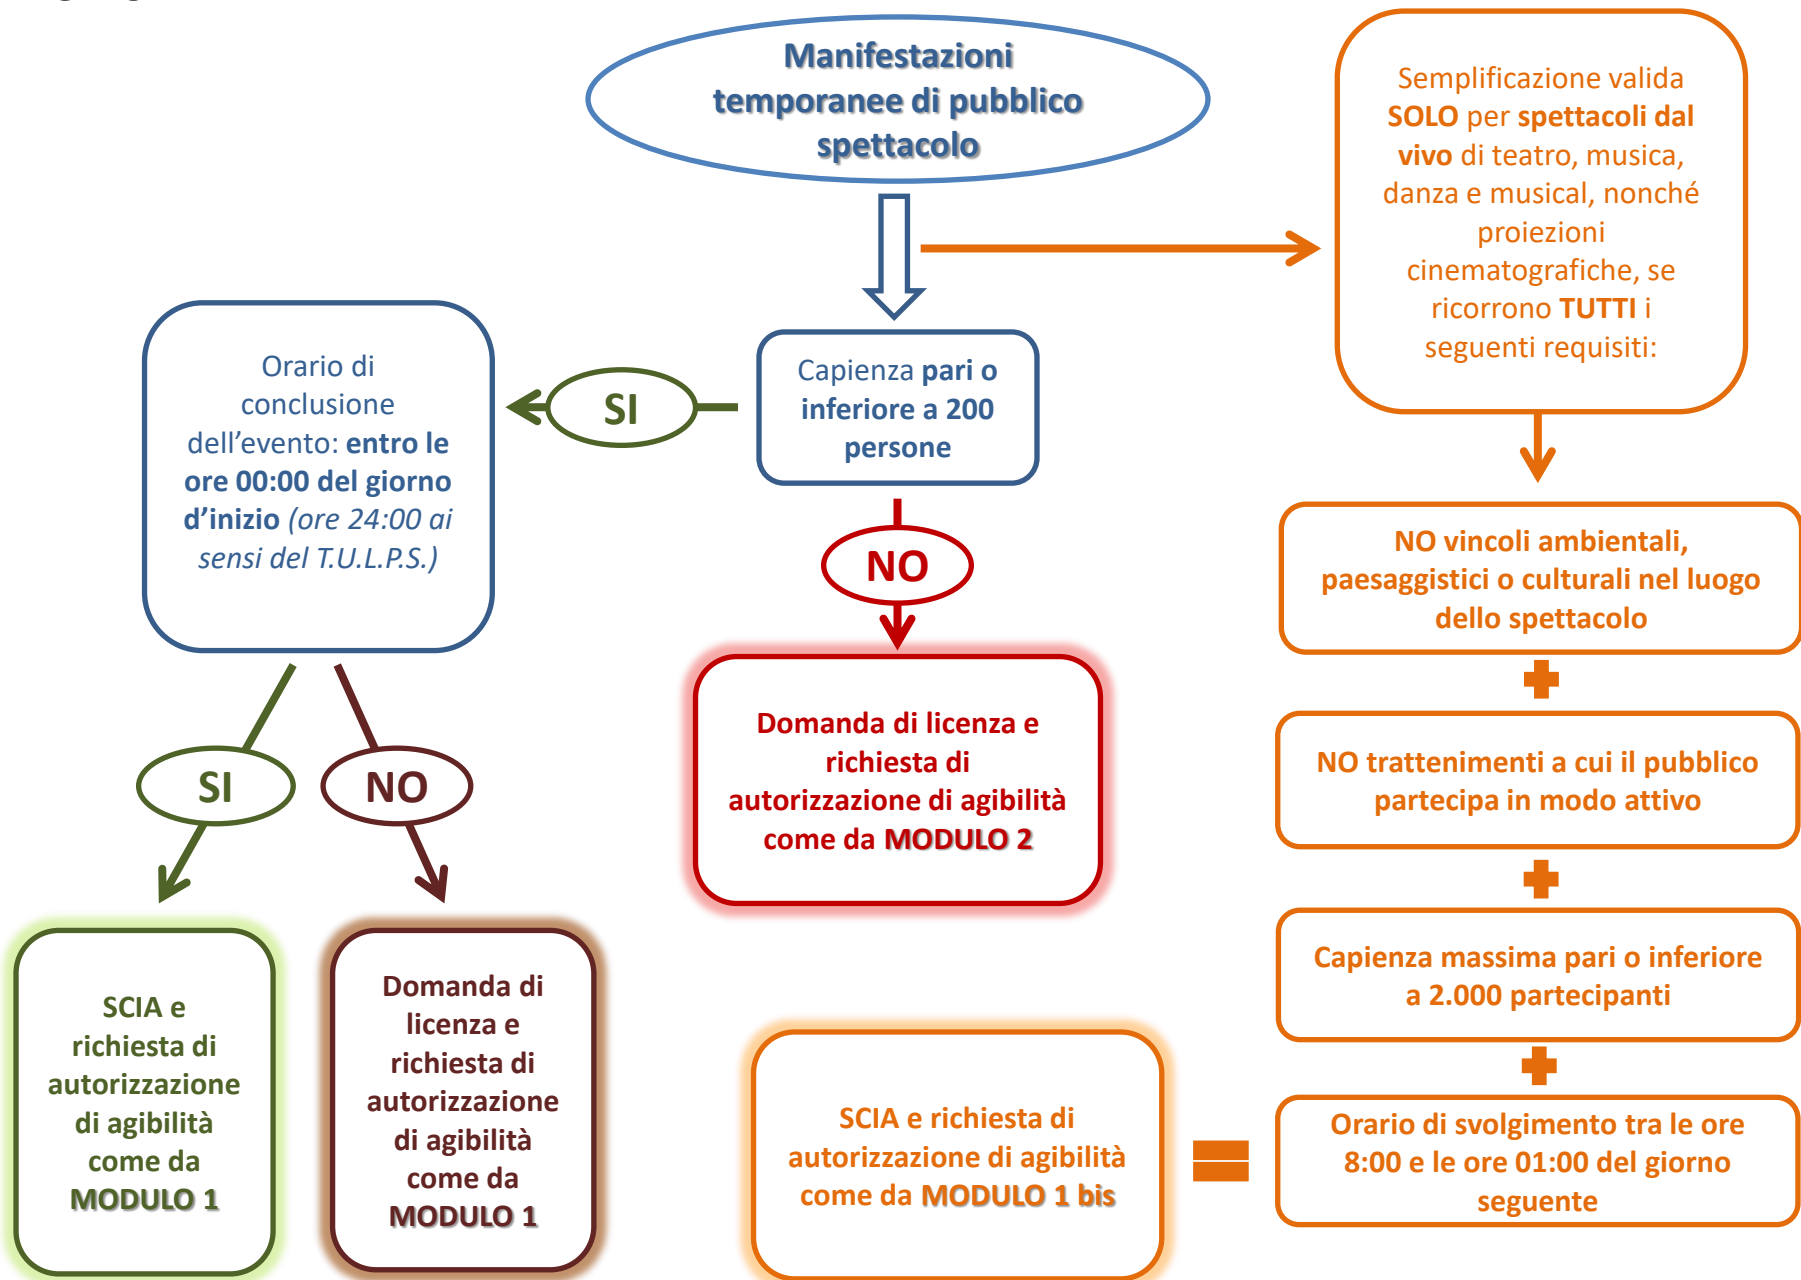 Manifestazioni
temporanee di pubblico
spettacolo
Semplificazione valida
SOLO per spettacoli dal
vivo di teatro, musica,
danza e musical, nonché
proiezioni
cinematografiche, se
ricorrono TUTTI i
seguenti requisiti:
Capienza pari o
inferiore a 200
persone
SI
Orario di
conclusione
dell'evento: entro le
ore 00:00 del giorno
d'inizio (ore 24:00 ai
sensi del T.U.L.P.S.)
NO
Domanda di licenza e
richiesta di
autorizzazione di agibilità
come da MODULO 2
SI
NO
SCIA e
richiesta di
autorizzazione
di agibilità
come da
MODULO 1
Domanda di
licenza e
richiesta di
autorizzazione
di agibilità
come da
MODULO 1
NO vincoli ambientali,
paesaggistici o culturali nel luogo
dello spettacolo
NO trattenimenti a cui il pubblico
partecipa in modo attivo
Capienza massima pari o inferiore
a 2.000 partecipanti
Orario di svolgimento tra le ore
8:00 e le ore 01:00 del giorno
seguente
SCIA e richiesta di
autorizzazione di agibilità
come da MODULO 1 bis